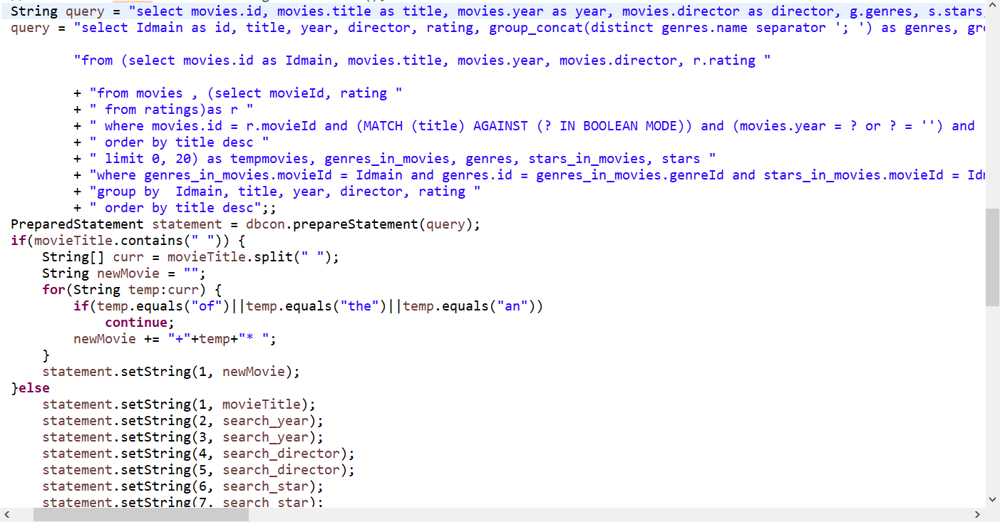 String query = "select movies.id, movies.title as title, movies.year as year, movies.director as director, g.genres, s.stars,
query = "select Idmain as id, title, year, director, rating, group_concat(distinct genres.name separator '; ') as genres,
"from (select movies.id as Idmain, movies.title, movies.year, movies.director, r.rating "
+ "from movies , (select movieId, rating "
+ " from ratings)as r "
+ " where movies.id = r.movieId and (MATCH (title) AGAINST (? IN BOOLEAN MODE)) and (movies.year = ? or ? = '') and
+ " order by title desc "
+ " limit 0, 20) as tempmovies, genres_in_movies, genres, stars_in_movies, stars "
+ "where genres_in_movies.movieId = Idmain and genres.id = genres_in_movies.genreId and stars_in_movies.movieId =
+ "group by  Idmain, title, year, director, rating "
+ " order by title desc";;
PreparedStatement statement = dbcon.prepareStatement(query);
if(movieTitle.contains(" ")) {
String[] curr = movieTitle.split(" ");
String newMovie = "";
for(String temp:curr) {
if(temp.equals("of")||temp.equals("the")||temp.equals("an"))
continue;
newMovie += "+"+temp+"* ";
}
statement.setString(1, newMovie);
}else
statement.setString(1, movieTitle);
statement.setString(2, search_year);
statement.setString(3, search_year);
statement.setString(4, search_director);
statement.setString(5, search_director);
statement.setString(6, search_star);
statement.setString(7, search_star);